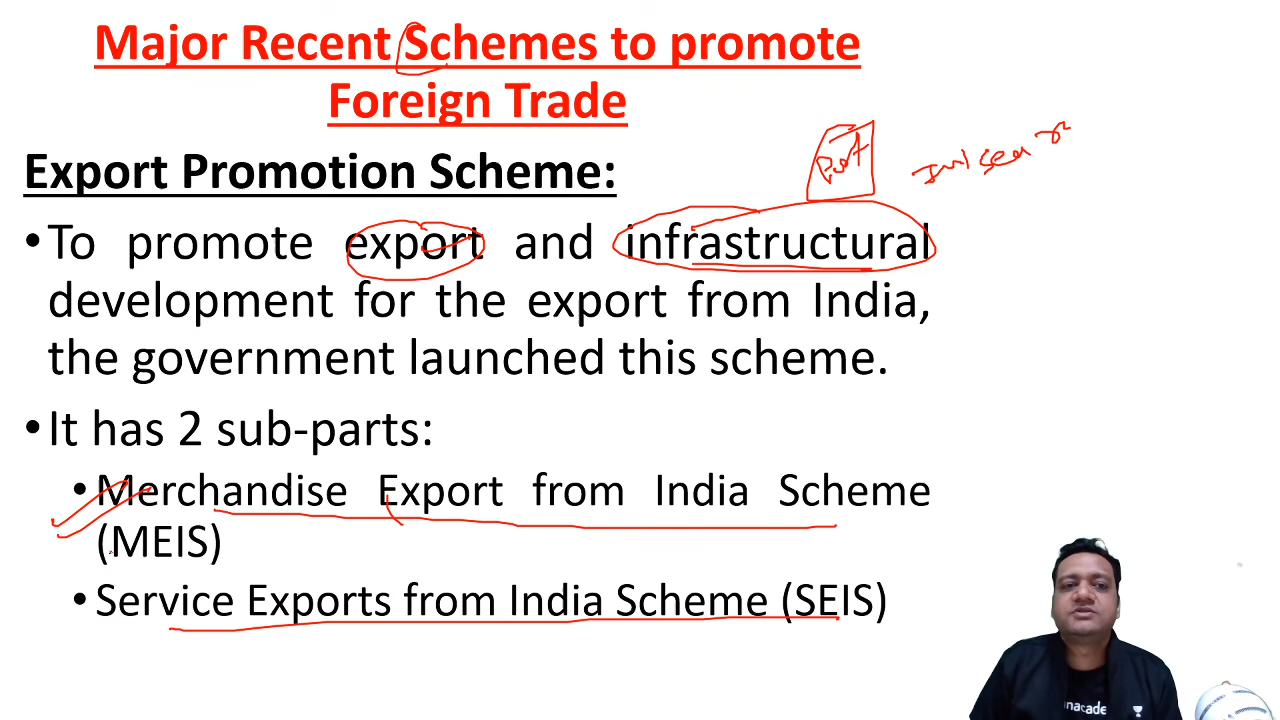 Major Recent Schemes to promote
Foreign Trade
Export Promotion Scheme:
Port
• To promote export and infrastructural
development for the export from India,
the government launched this scheme.
• It has 2 sub-parts:
• Merchandise Export from India Scheme
(MEIS)
• Service Exports from India Scheme (SEIS)
unacade